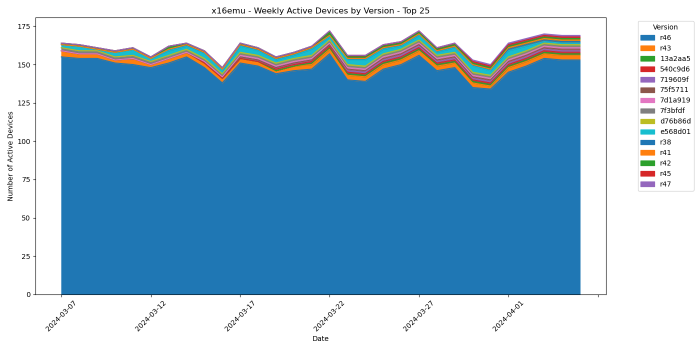 x16emu - Weekly Active Devices by Version - Top 25
Number of Active Devices
175
150
125
100
75
50
25
0
2024-03-07
2024-03-12
2024-03-17
2024-03-22
2024-03-27
2024-04-01
Date
Version
r46
r43
13a2aa5
540c9d6
719609f
75f5711
7d1a919
7f3bfdf
d76b86d
e568d01
r38
r41
r42
r45
r47